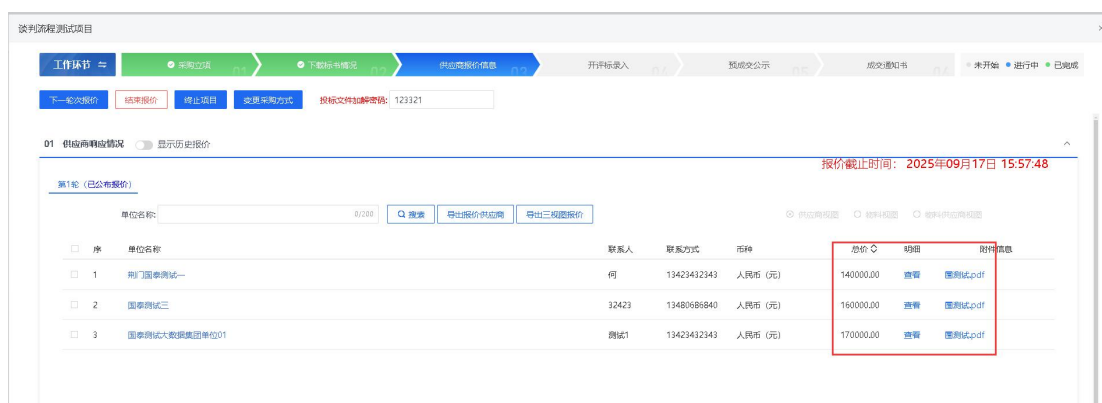 谈判流程测试项目
工作环节 采购立项 01 下载标书情况 02 供应商报价信息 03 开评标录入 04 预成交公示 05 成交通知书 06 未开始 进行中 已完成
下一轮次报价 结束报价 终止项目 变更采购方式 投标文件加解密码: 123321
01 供应商响应情况 显示历史报价
报价截止时间: 2025年09月17日 15:57:48
第1轮 (已公布报价)
单位名称: 0/200 搜索 导出报价供应商 导出三视图报价 供应商视图 物料视图 物料供应商视图
序 单位名称 联系人 联系方式 币种 总价 明细 附件信息
1 荆门国泰测试一 何 13423432343 人民币 (元) 140000.00 查看 国测试.pdf
2 国泰测试三 32423 13480686840 人民币 (元) 160000.00 查看 国测试.pdf
3 国泰测试大数据集团单位01 测试1 13423432343 人民币 (元) 170000.00 查看 国测试.pdf